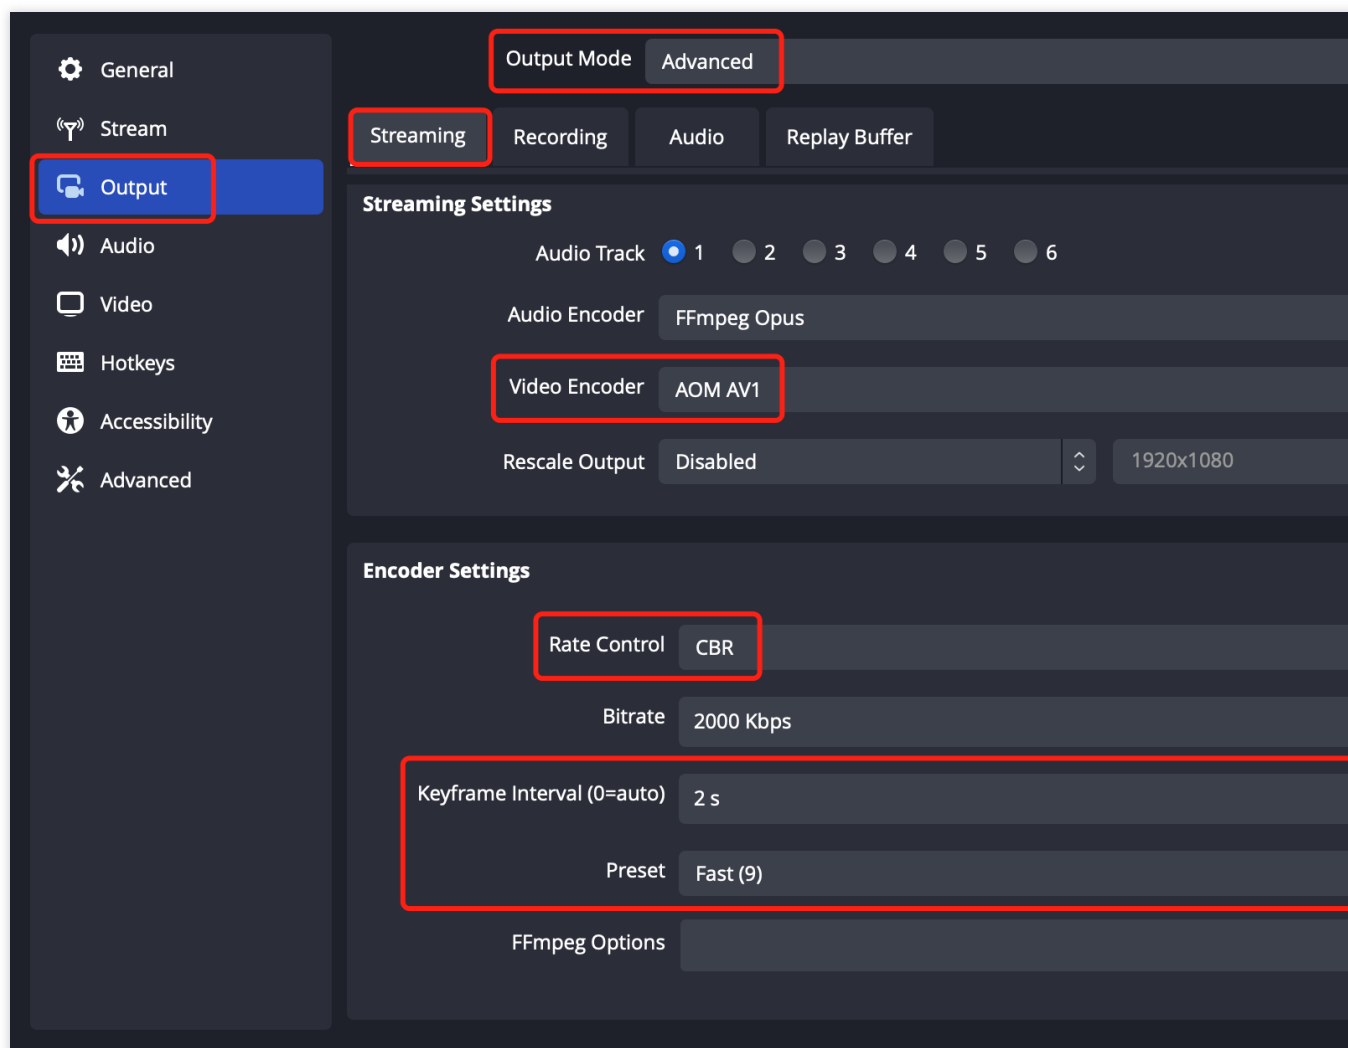 General
Stream
Output
Audio
Video
Hotkeys
Accessibility
Advanced
Output Mode Advanced
Streaming Recording Audio Replay Buffer
Streaming Settings
Audio Track 1 2 3 4 5 6
Audio Encoder FFmpeg Opus
Video Encoder AOM AV1
Rescale Output Disabled 1920x1080
Encoder Settings
Rate Control CBR
Bitrate 2000 Kbps
Keyframe Interval (0=auto) 2 s
Preset Fast (9)
FFmpeg Options